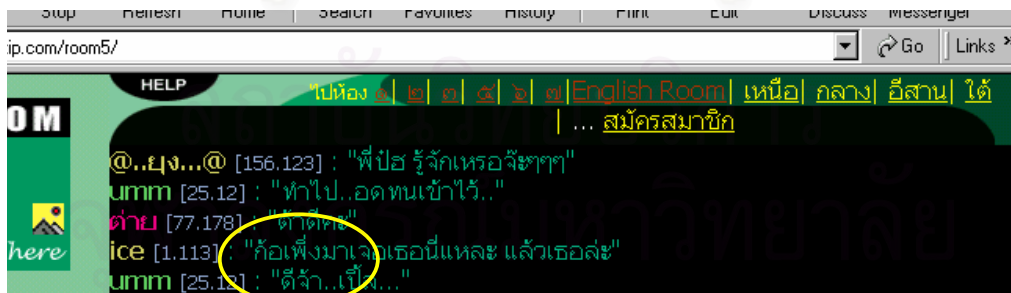 Stop Refresh Home Search Favorites History Print Edit Discuss Messenger
ip.com/room5/ Go Links
HELP
ไปห้อง ๑| ๒| ๓| ๕| ๖| ๗|English Room| เหนือ| กลาง| อีสาน| ใต้
| ... สมัครสมาชิก
OM
@..ยุง...@ [156.123] : "พี่ป๋ฮ รู้จักเหรอจ๊ะๆๆๆ"
umm [25.12] : "ทำไป..อดทนเข้าไว้.."
ต่าย [77.178] : "ด้าดีคะ"
here
ice [1.113] : "ก้อเพิ่งมาเจอเธอนี่แหละ แล้วเธอล่ะ"
umm [25.12] : "ดีจ้า..เปิ้ล..."